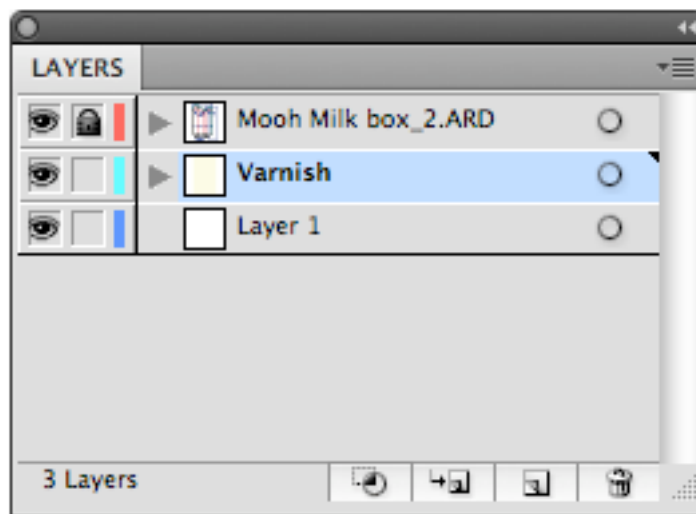 LAYERS
Mooh Milk box_2.ARD
Varnish
Layer 1
3 Layers